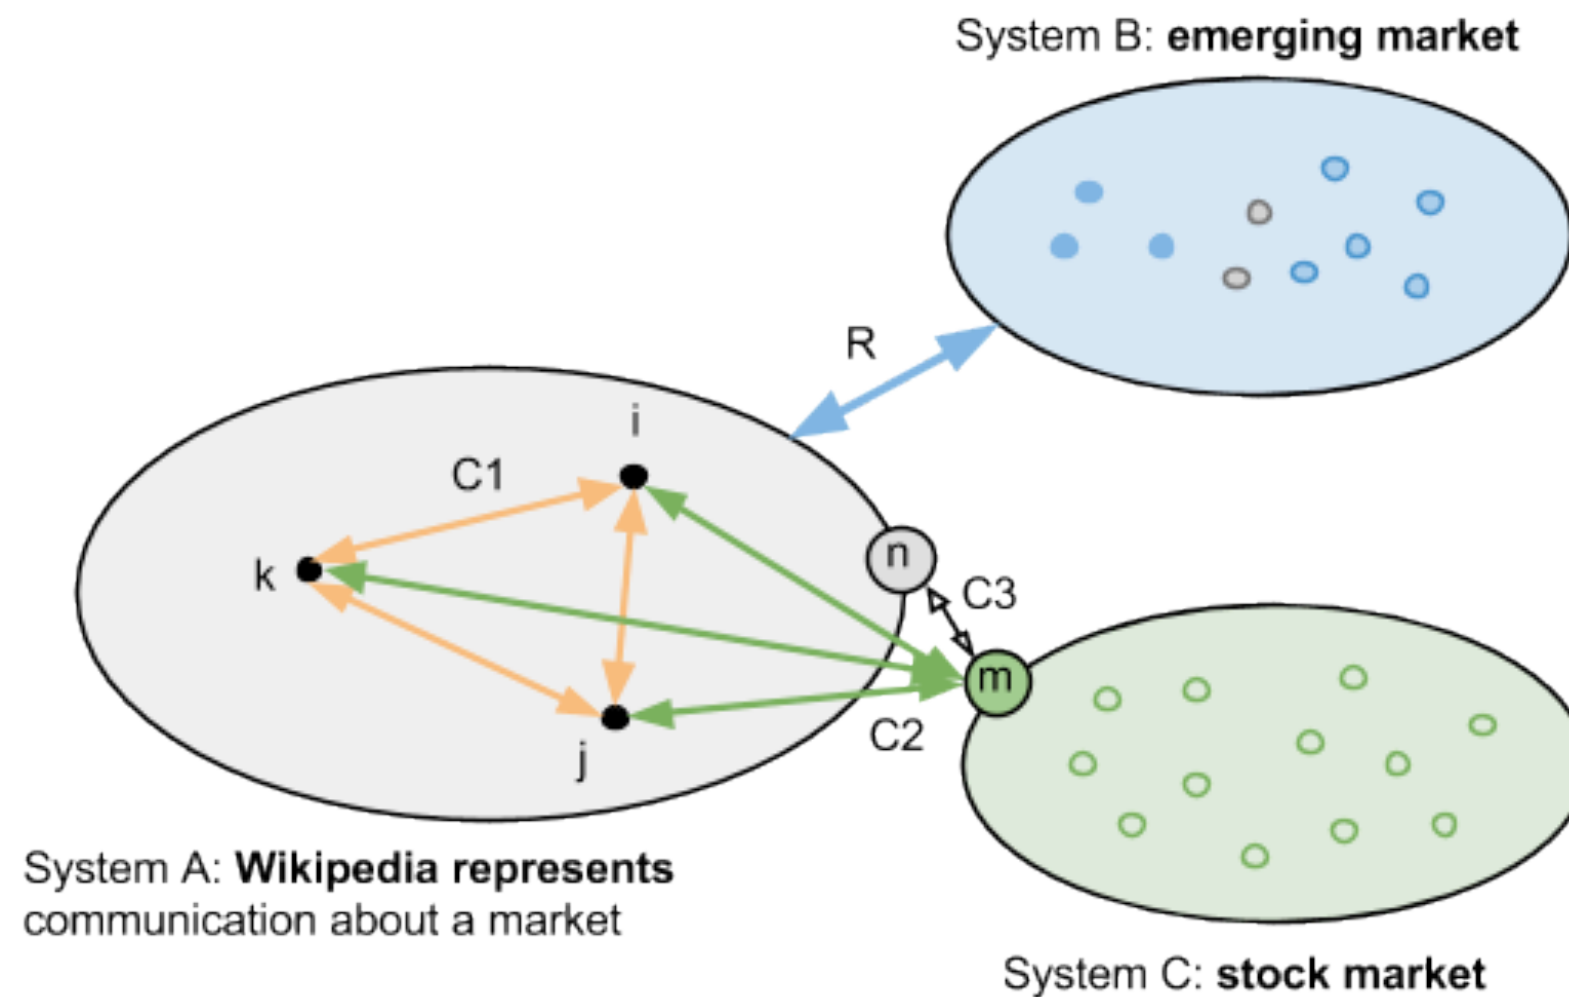 System B: emerging market
R
i
C1
n
k
C3
m
C2
j
System A: Wikipedia represents
communication about a market
System C: stock market